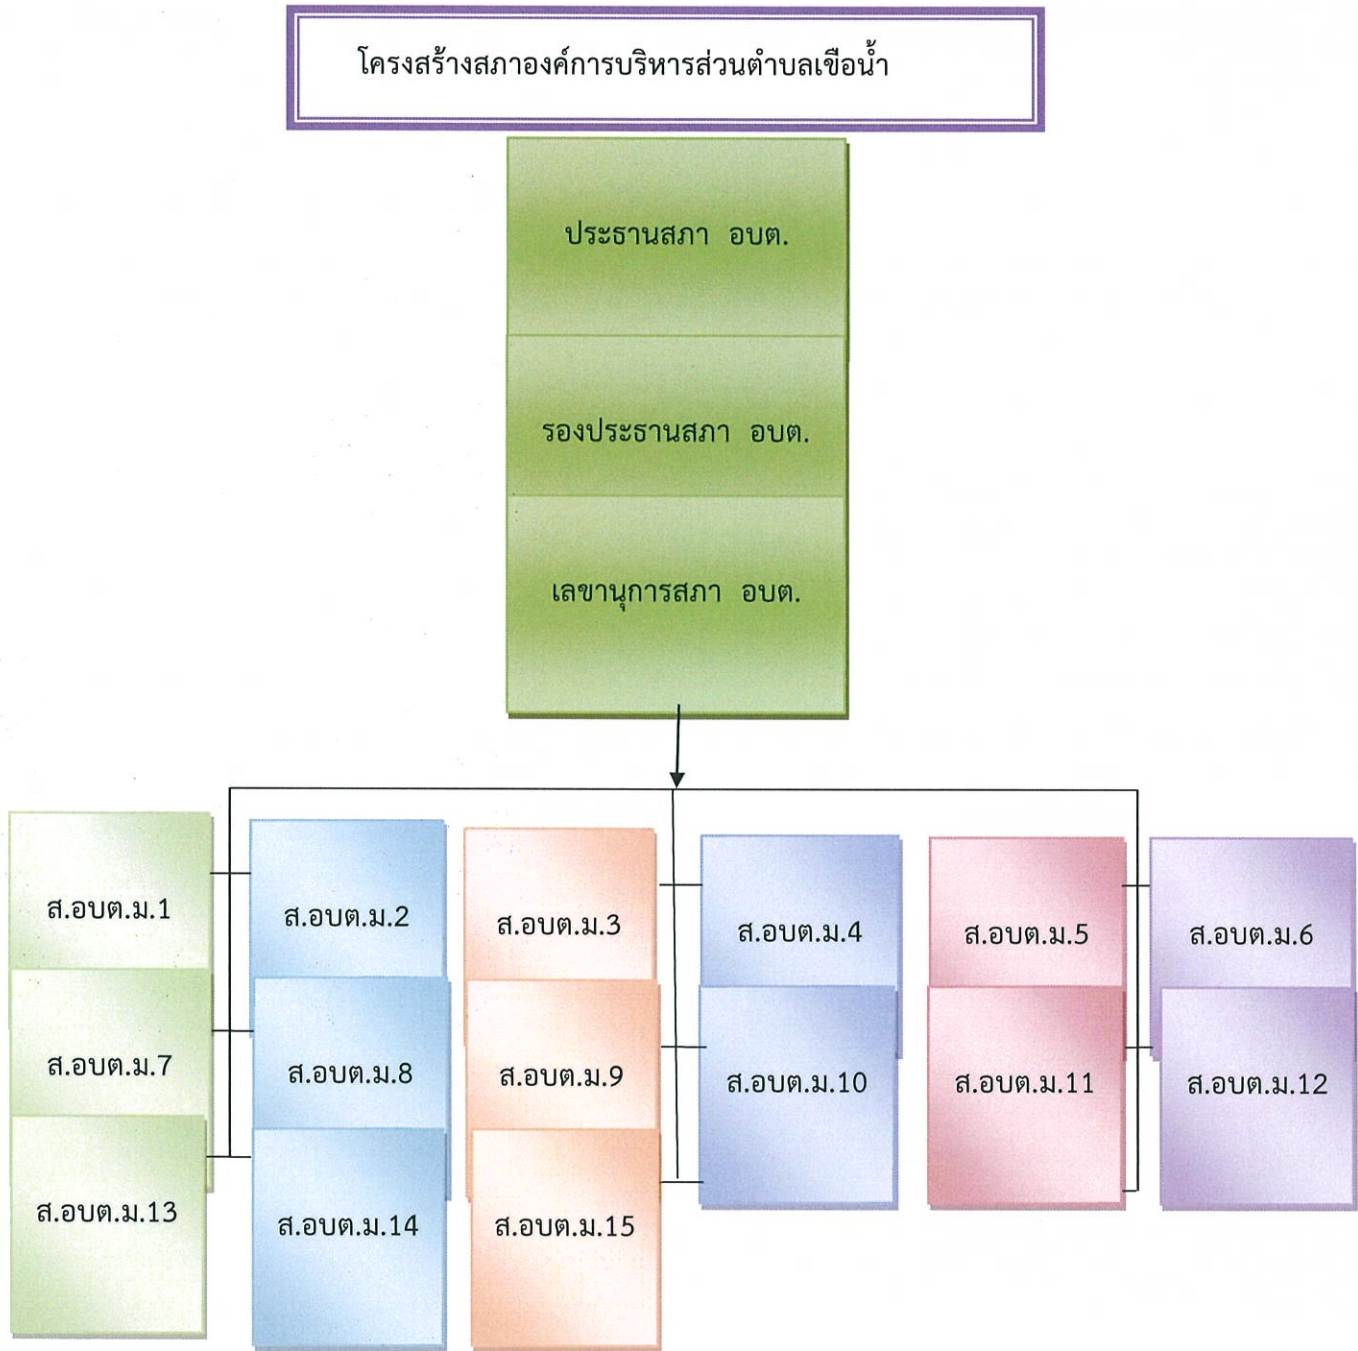 โครงสร้างสภาองค์การบริหารส่วนตำบลเขือน้ำ
ประธานสภา อบต.
รองประธานสภา อบต.
เลขานุการสภา อบต.
ส.อบต.ม.1
ส.อบต.ม.2
ส.อบต.ม.3
ส.อบต.ม.4
ส.อบต.ม.5
ส.อบต.ม.6
ส.อบต.ม.7
ส.อบต.ม.8
ส.อบต.ม.9
ส.อบต.ม.10
ส.อบต.ม.11
ส.อบต.ม.12
ส.อบต.ม.13
ส.อบต.ม.14
ส.อบต.ม.15